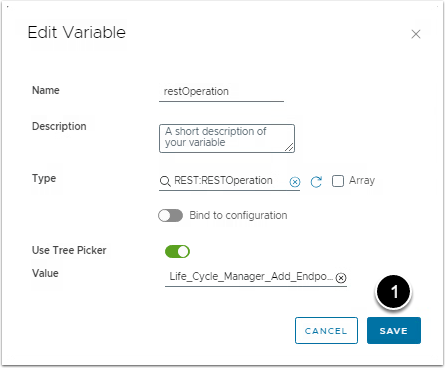 Edit Variable
Name
restOperation
Description
A short description of
your variable
Type
REST:RESTOperation
Array
Bind to configuration
Use Tree Picker
Value
Life_Cycle_Manager_Add_Endpo...
1
CANCEL
SAVE